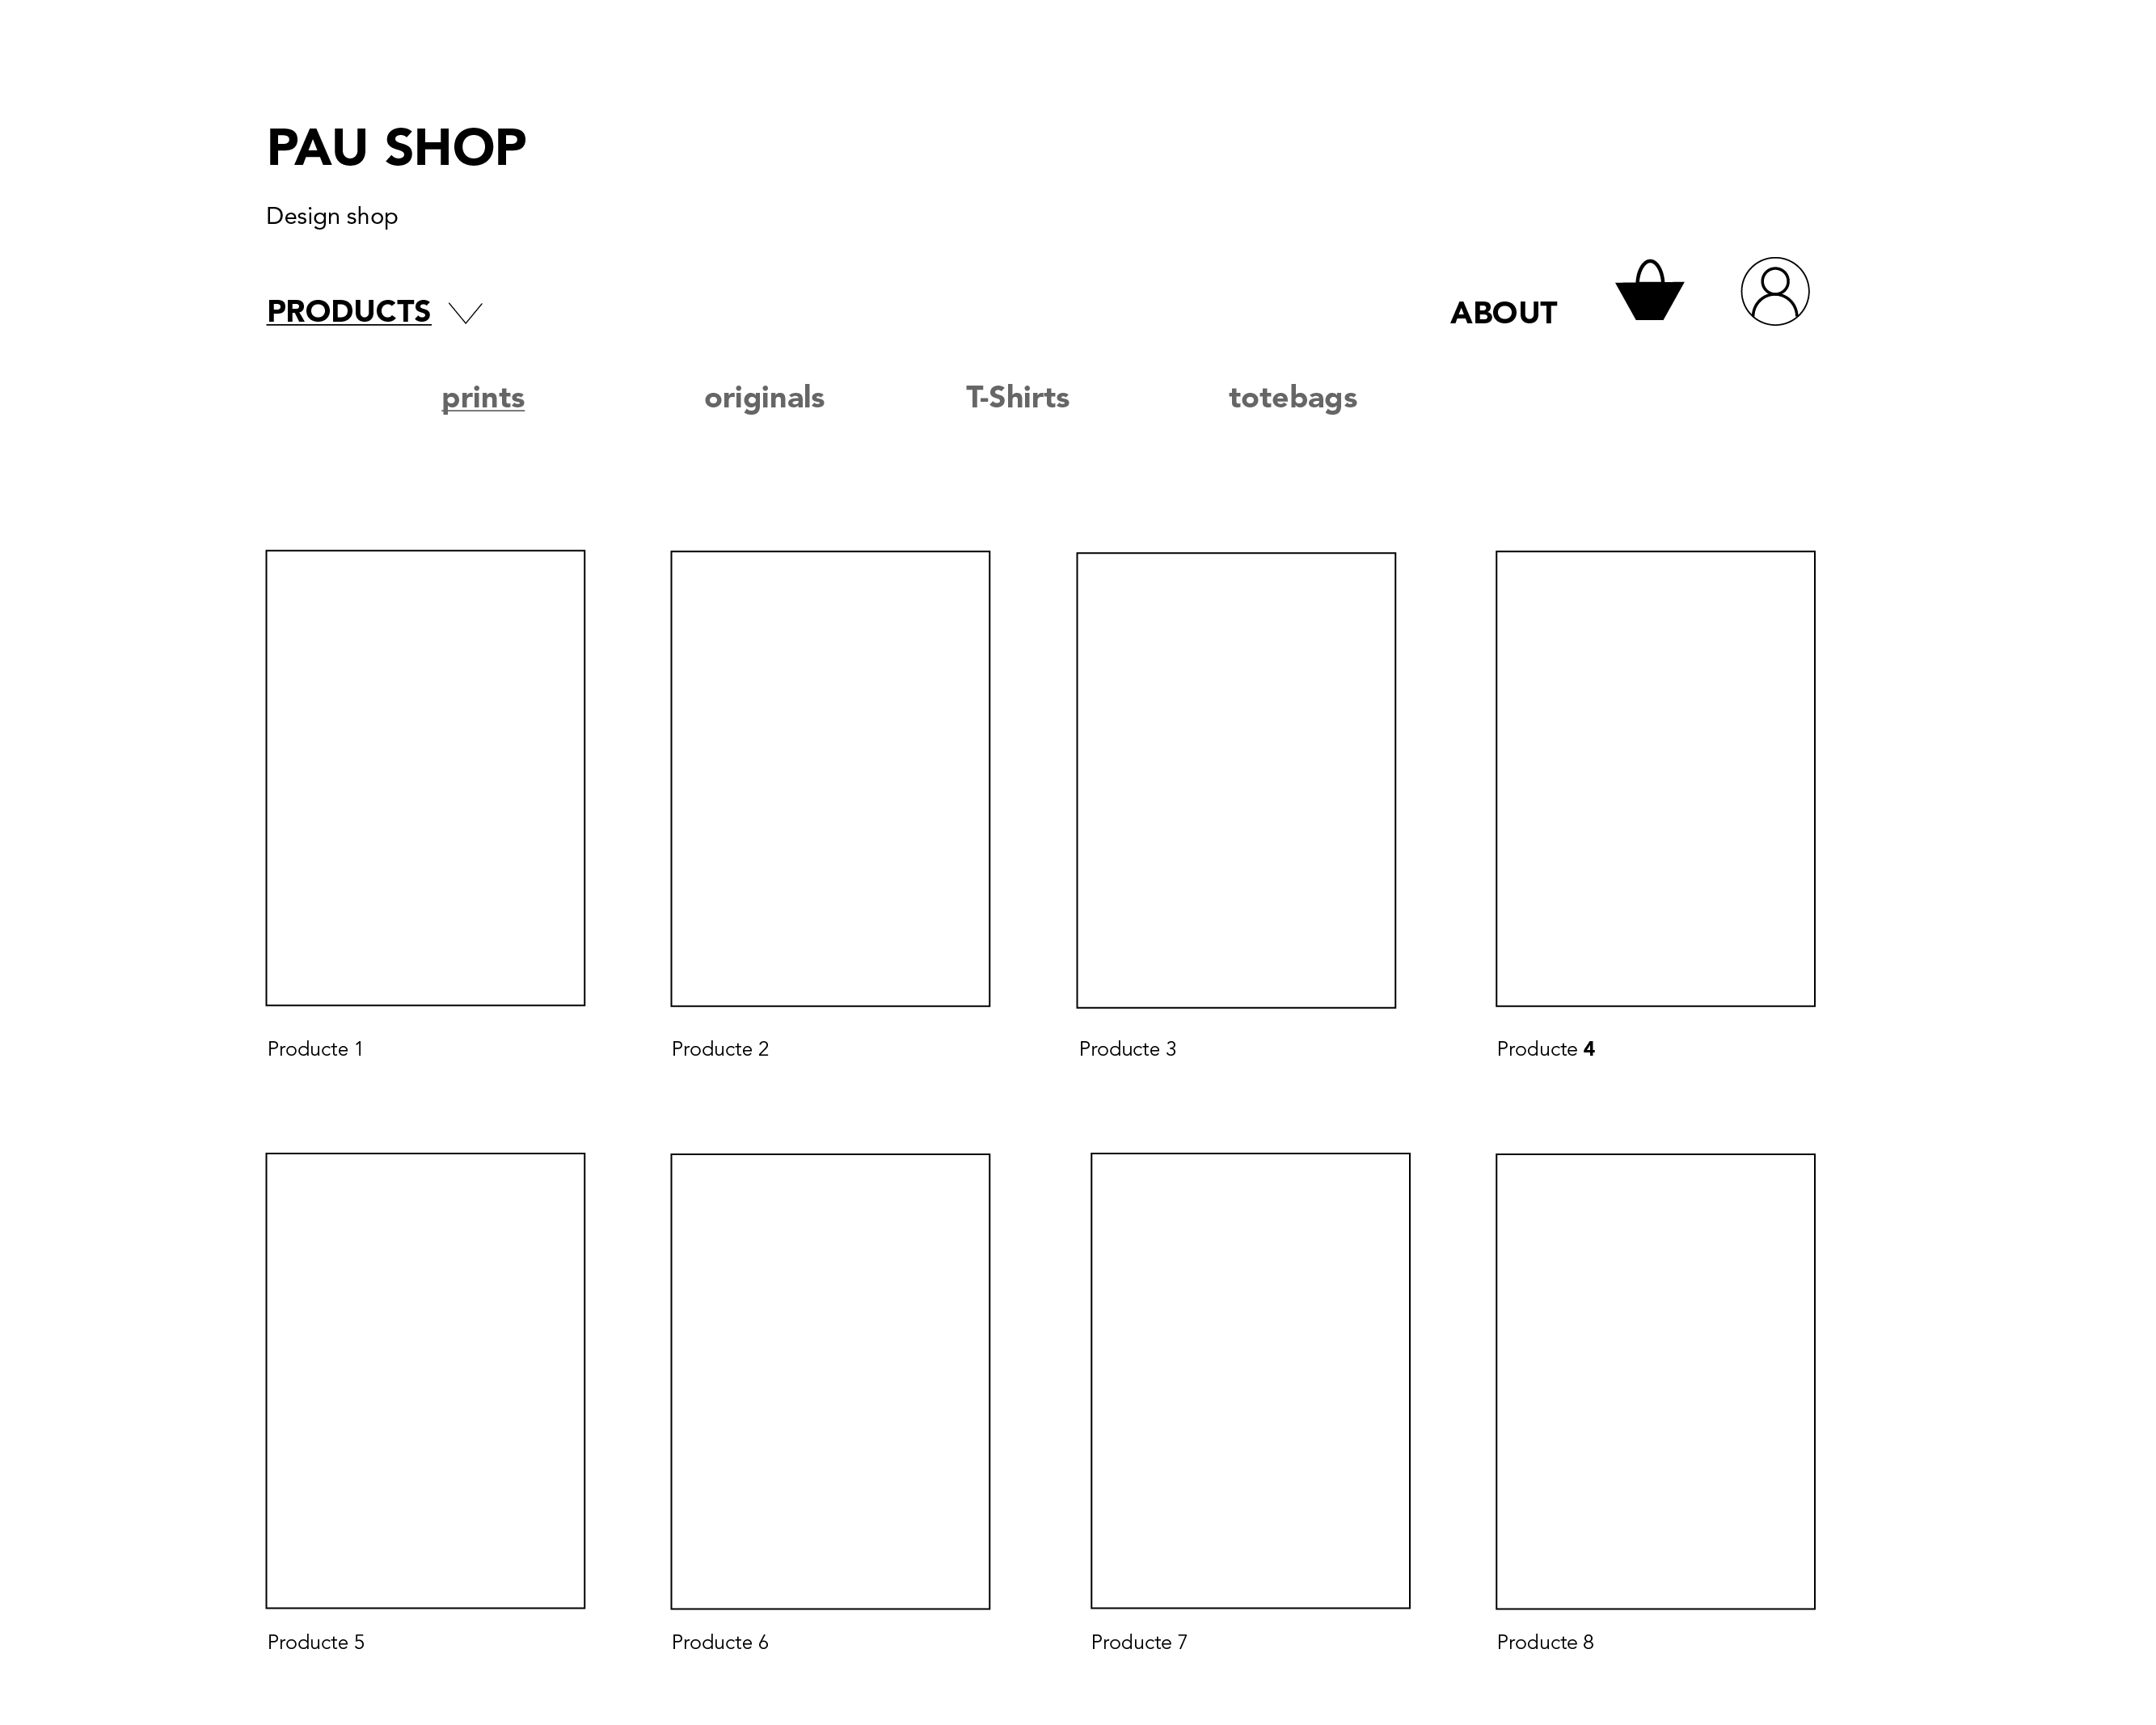 PAU SHOP
Design shop
PRODUCTS
ABOUT
prints originals T-Shirts totebags
Producte 1 Producte 2 Producte 3 Producte 4
Producte 5 Producte 6 Producte 7 Producte 8